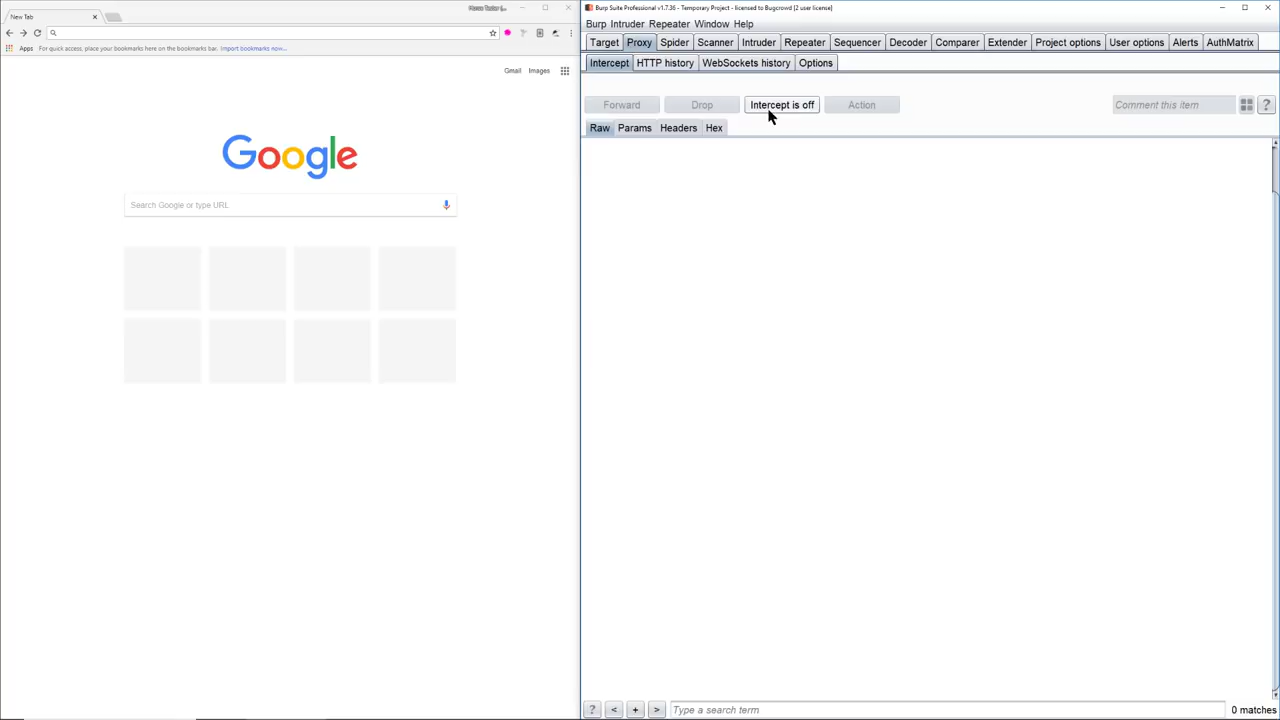 New Tab
Apps For quick access, place your bookmarks here on the bookmarks bar. Import bookmarks now...
Gmail Images
Google
Search Google or type URL
Burp Suite Professional v1.7.36 - Temporary Project - licensed to Bugcrowd [2 user license]
Burp Intruder Repeater Window Help
Target Proxy Spider Scanner Intruder Repeater Sequencer Decoder Comparer Extender Project options User options Alerts AuthMatrix
Intercept HTTP history WebSockets history Options
Forward Drop Intercept is off Action Comment this item ?
Raw Params Headers Hex
? < + > Type a search term 0 matches